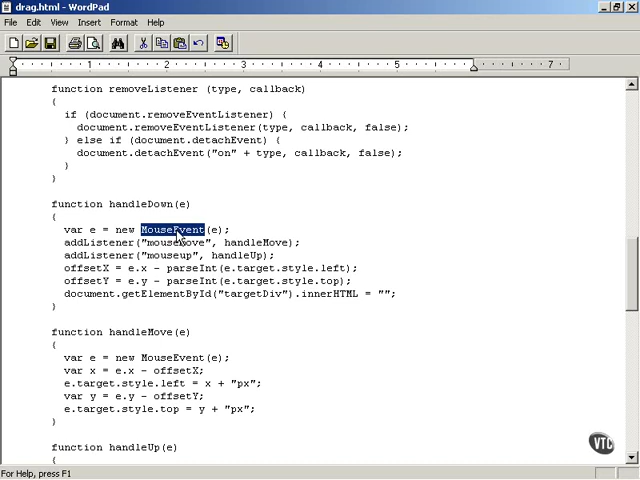 drag.html - WordPad
File Edit View Insert Format Help
1 2 3 4 5 7
function removeListener (type, callback)
{
if (document.removeEventListener) {
document.removeEventListener(type, callback, false);
} else if (document.detachEvent) {
document.detachEvent("on" + type, callback, false);
}
}
function handleDown(e)
{
var e = new MouseEvent(e);
addListener("mousemove", handleMove);
addListener("mouseup", handleUp);
offsetX = e.x - parseInt(e.target.style.left);
offsetY = e.y - parseInt(e.target.style.top);
document.getElementById("targetDiv").innerHTML = "";
}
function handleMove(e)
{
var e = new MouseEvent(e);
var x = e.x - offsetX;
e.target.style.left = x + "px";
var y = e.y - offsetY;
e.target.style.top = y + "px";
}
function handleUp(e)
{
VTC
For Help, press F1